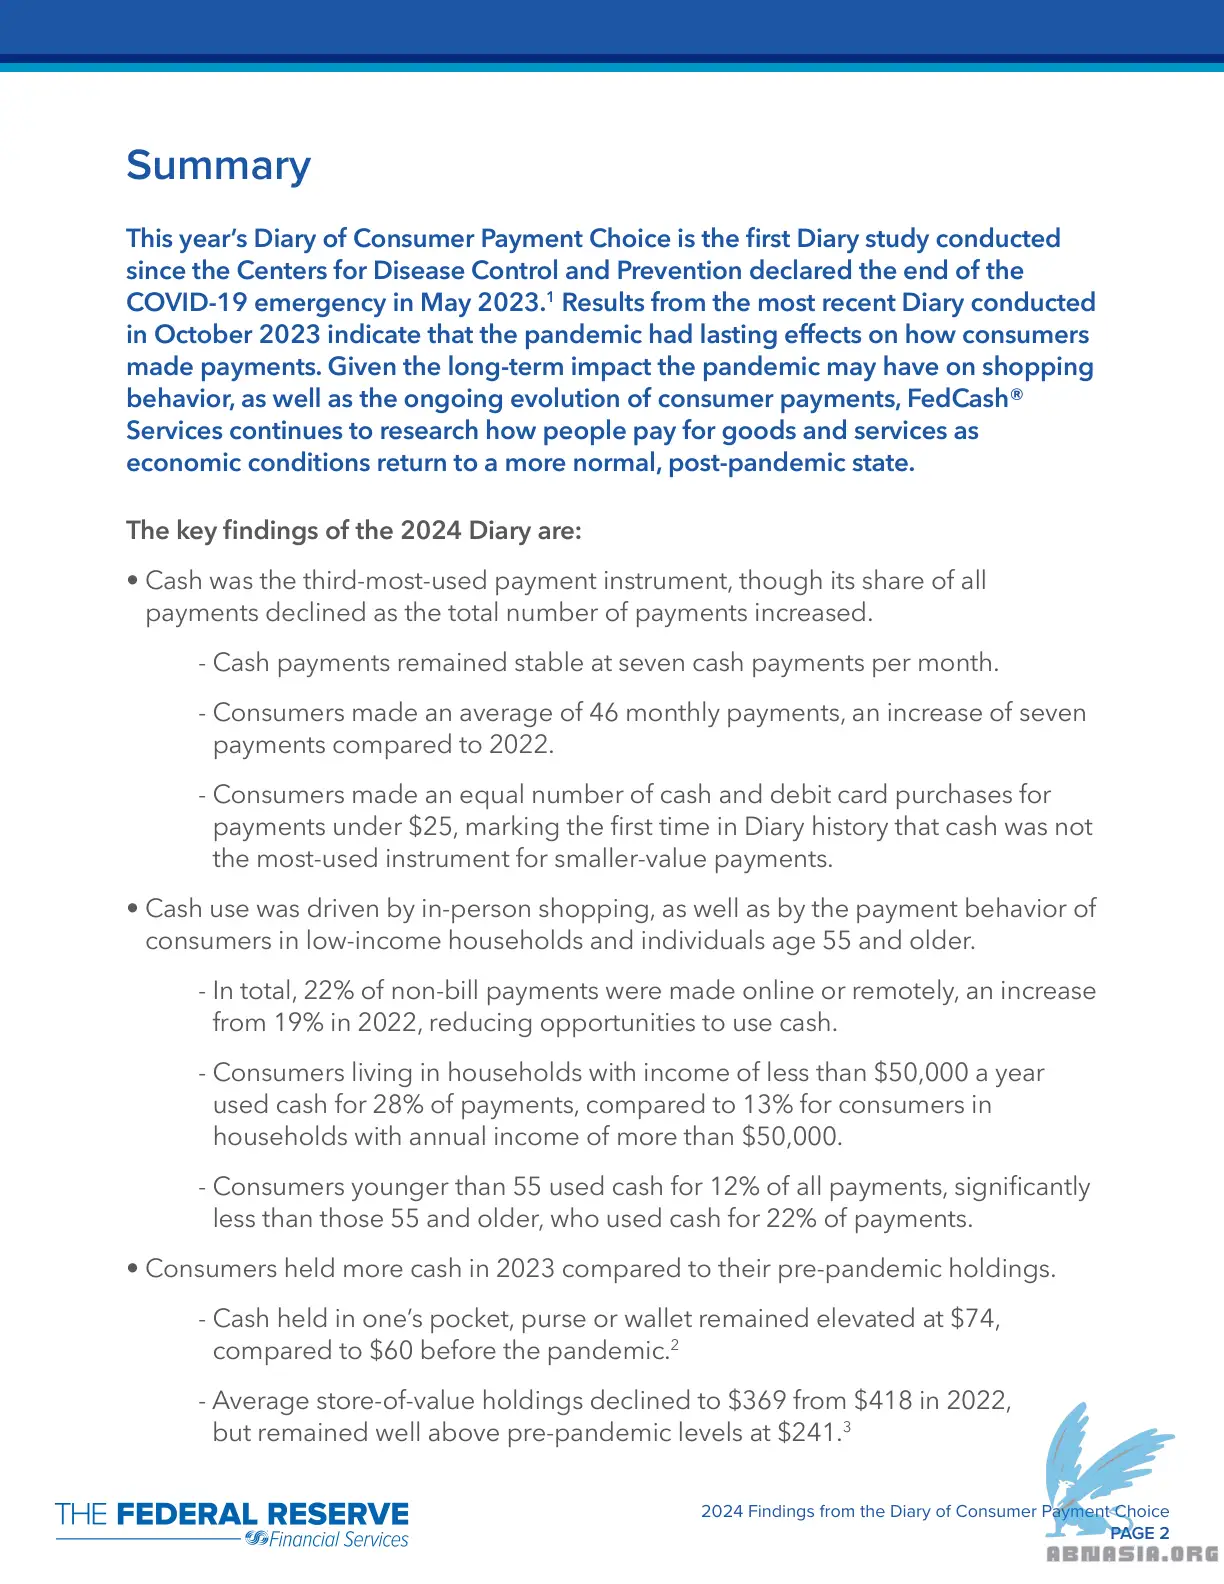 Summary
This year’s Diary of Consumer Payment Choice is the first Diary study conducted
since the Centers for Disease Control and Prevention declared the end of the
COVID-19 emergency in May 2023.¹ Results from the most recent Diary conducted
in October 2023 indicate that the pandemic had lasting effects on how consumers
made payments. Given the long-term impact the pandemic may have on shopping
behavior, as well as the ongoing evolution of consumer payments, FedCash®
Services continues to research how people pay for goods and services as
economic conditions return to a more normal, post-pandemic state.
The key findings of the 2024 Diary are:
• Cash was the third-most-used payment instrument, though its share of all
payments declined as the total number of payments increased.
- Cash payments remained stable at seven cash payments per month.
- Consumers made an average of 46 monthly payments, an increase of seven
payments compared to 2022.
- Consumers made an equal number of cash and debit card purchases for
payments under $25, marking the first time in Diary history that cash was not
the most-used instrument for smaller-value payments.
• Cash use was driven by in-person shopping, as well as by the payment behavior of
consumers in low-income households and individuals age 55 and older.
- In total, 22% of non-bill payments were made online or remotely, an increase
from 19% in 2022, reducing opportunities to use cash.
- Consumers living in households with income of less than $50,000 a year
used cash for 28% of payments, compared to 13% for consumers in
households with annual income of more than $50,000.
- Consumers younger than 55 used cash for 12% of all payments, significantly
less than those 55 and older, who used cash for 22% of payments.
• Consumers held more cash in 2023 compared to their pre-pandemic holdings.
- Cash held in one’s pocket, purse or wallet remained elevated at $74,
compared to $60 before the pandemic.²
- Average store-of-value holdings declined to $369 from $418 in 2022,
but remained well above pre-pandemic levels at $241.³
THE FEDERAL RESERVE
Financial Services
2024 Findings from the Diary of Consumer Payment Choice
PAGE 2
ABNASIA.ORG